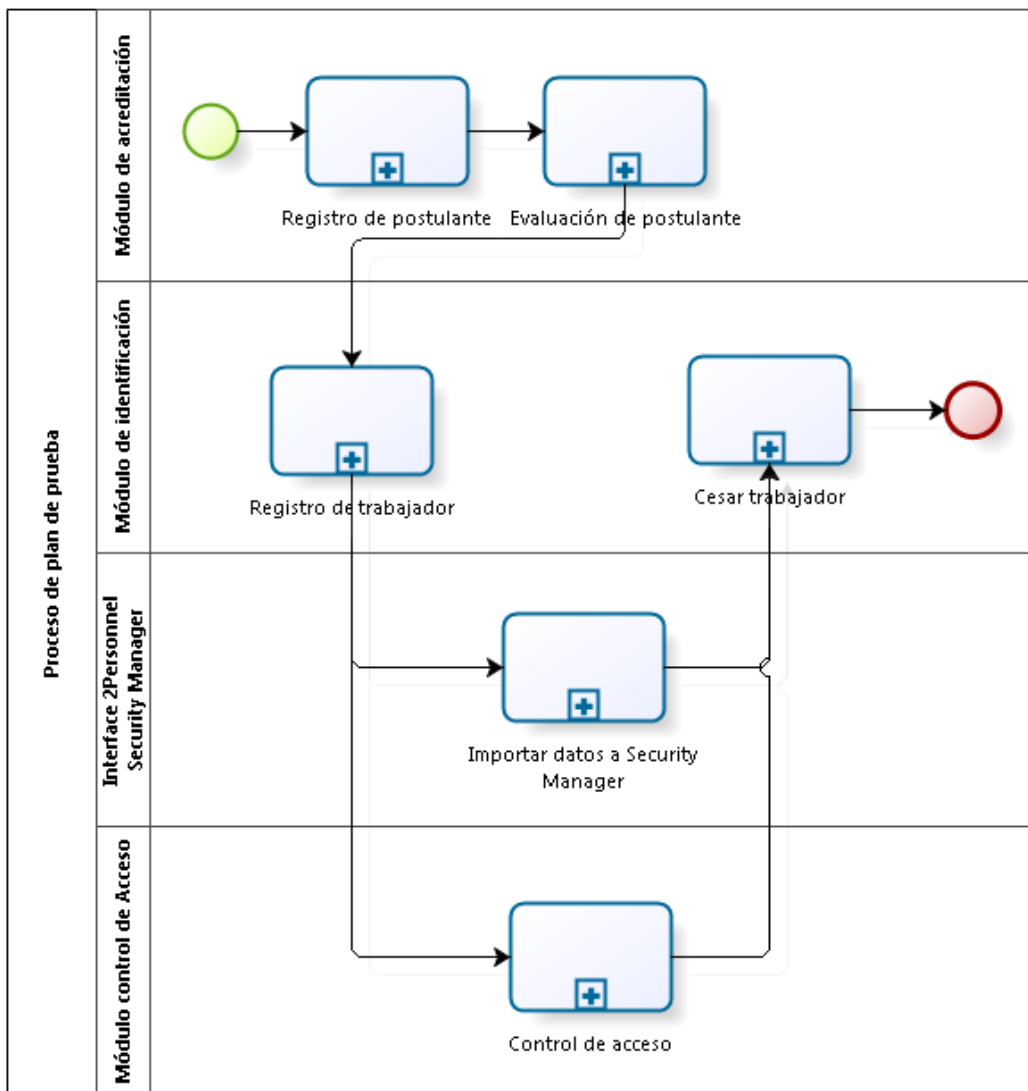 Proceso de plan de prueba
Módulo de acreditación
Registro de postulante
Evaluación de postulante
Módulo de identificación
Registro de trabajador
Cesar trabajador
Interface 2Personnel
Security Manager
Importar datos a Security
Manager
Módulo control de Acceso
Control de acceso